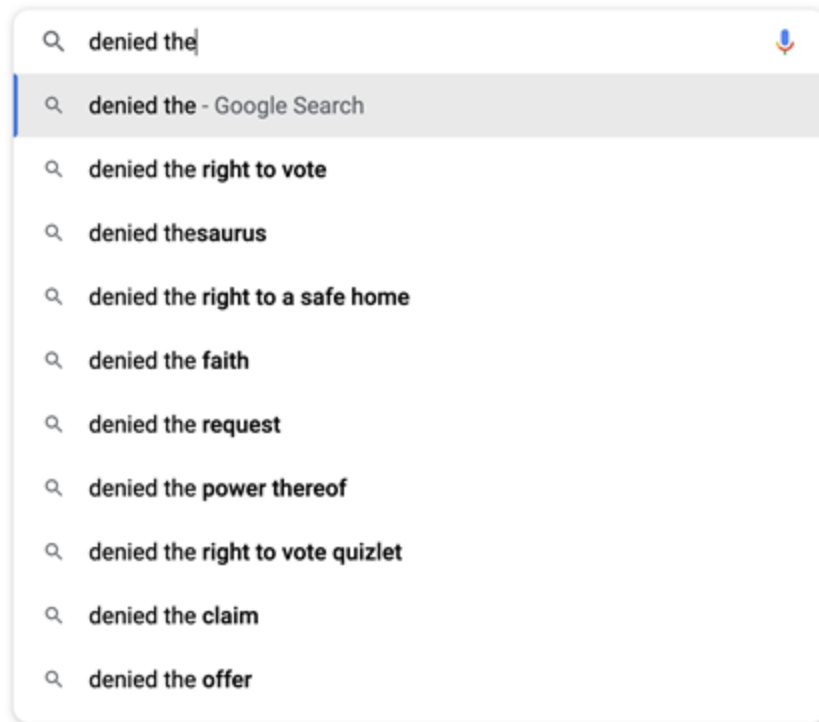 denied the
denied the - Google Search
denied the right to vote
denied thesaurus
denied the right to a safe home
denied the faith
denied the request
denied the power thereof
denied the right to vote quizlet
denied the claim
denied the offer